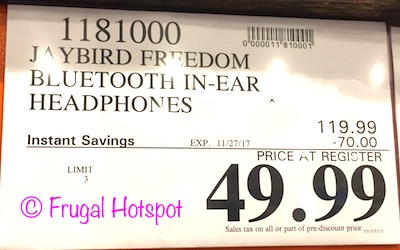 1181000
0000011810001
JAYBIRD FREEDOM
BLUETOOTH IN-EAR
HEADPHONES
119.99
Instant Savings EXP. 11/27/17 -70.00
PRICE AT REGISTER
LIMIT
3
49.99
© Frugal Hotspot
Sales tax on all or part of pre-discount price